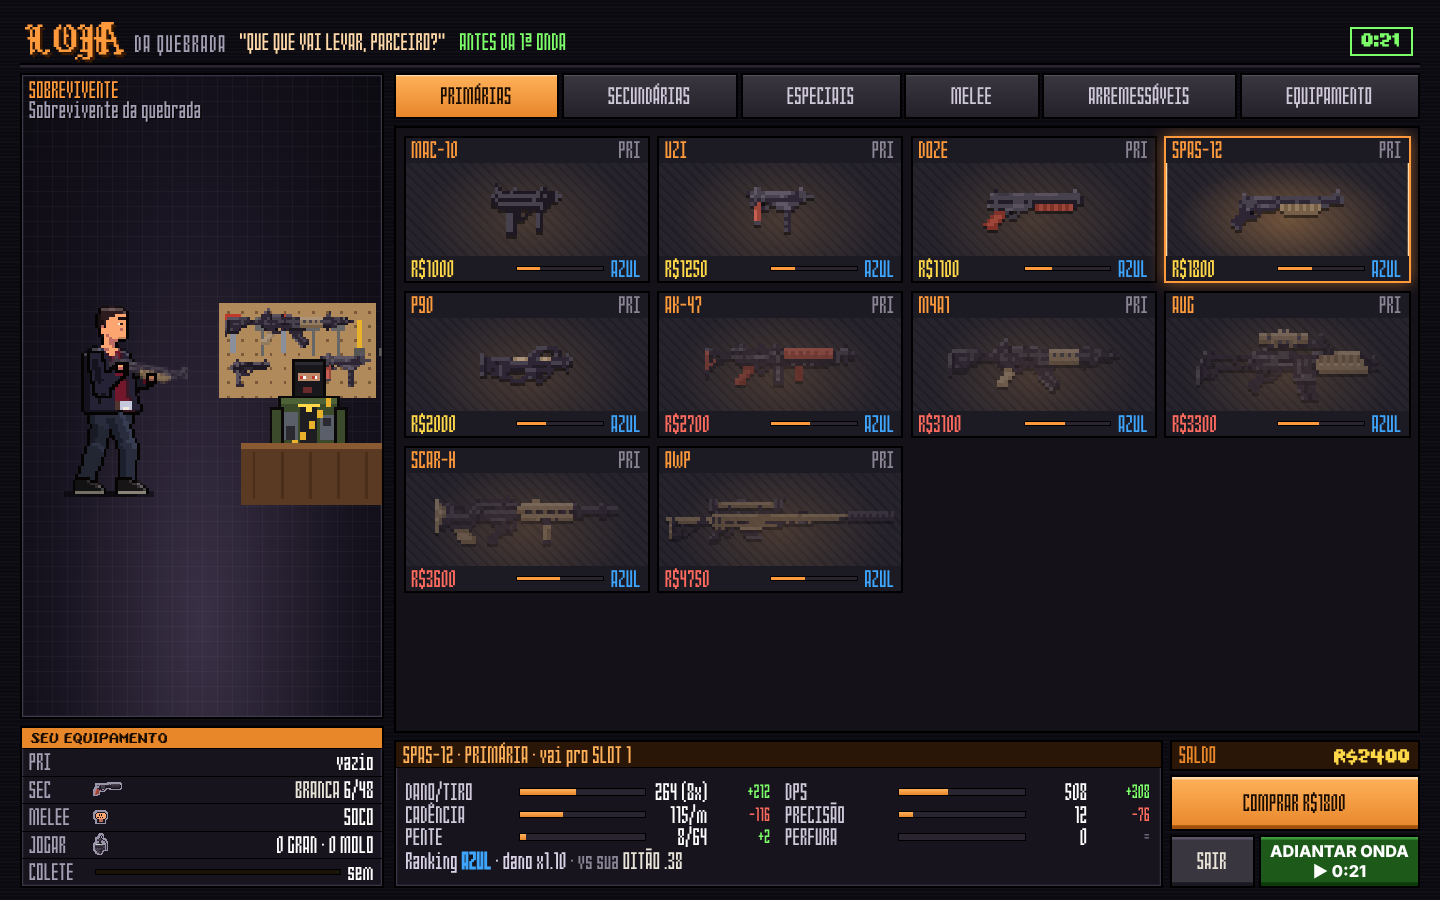 LOJA DA QUEBRADA "QUE QUE VAI LEVAR, PARCEIRO?" ANTES DA 1ª ONDA 0:21
SOBREVIVENTE
Sobrevivente da quebrada
PRIMÁRIAS SECUNDÁRIAS ESPECIAIS MELEE ARREMESSÁVEIS EQUIPAMENTO
MAC-10 PRI UZI PRI DOZE PRI SPAS-12 PRI
R$1000 AZUL R$1250 AZUL R$1100 AZUL R$1800 AZUL
P90 PRI AK-47 PRI M4A1 PRI AUG PRI
R$2000 AZUL R$2700 AZUL R$3100 AZUL R$3300 AZUL
SCAR-H PRI AWP PRI
R$3600 AZUL R$4750 AZUL
SEU EQUIPAMENTO
PRI vazio
SEC BRANCA 6/48
MELEE SOCO
JOGAR 0 GRAN · 0 MOLO
COLETE sem
SPAS-12 · PRIMÁRIA · vai pro SLOT 1
DANO/TIRO 264 (8x) +212 DPS 508 +308
CADÊNCIA 115/m -116 PRECISÃO 12 -76
PENTE 8/64 +2 PERFURA 0 =
Ranking AZUL · dano x1.10 · vs sua OITÃO .38
SALDO R$2400
COMPRAR R$1800
SAIR
ADIANTAR ONDA
▶ 0:21